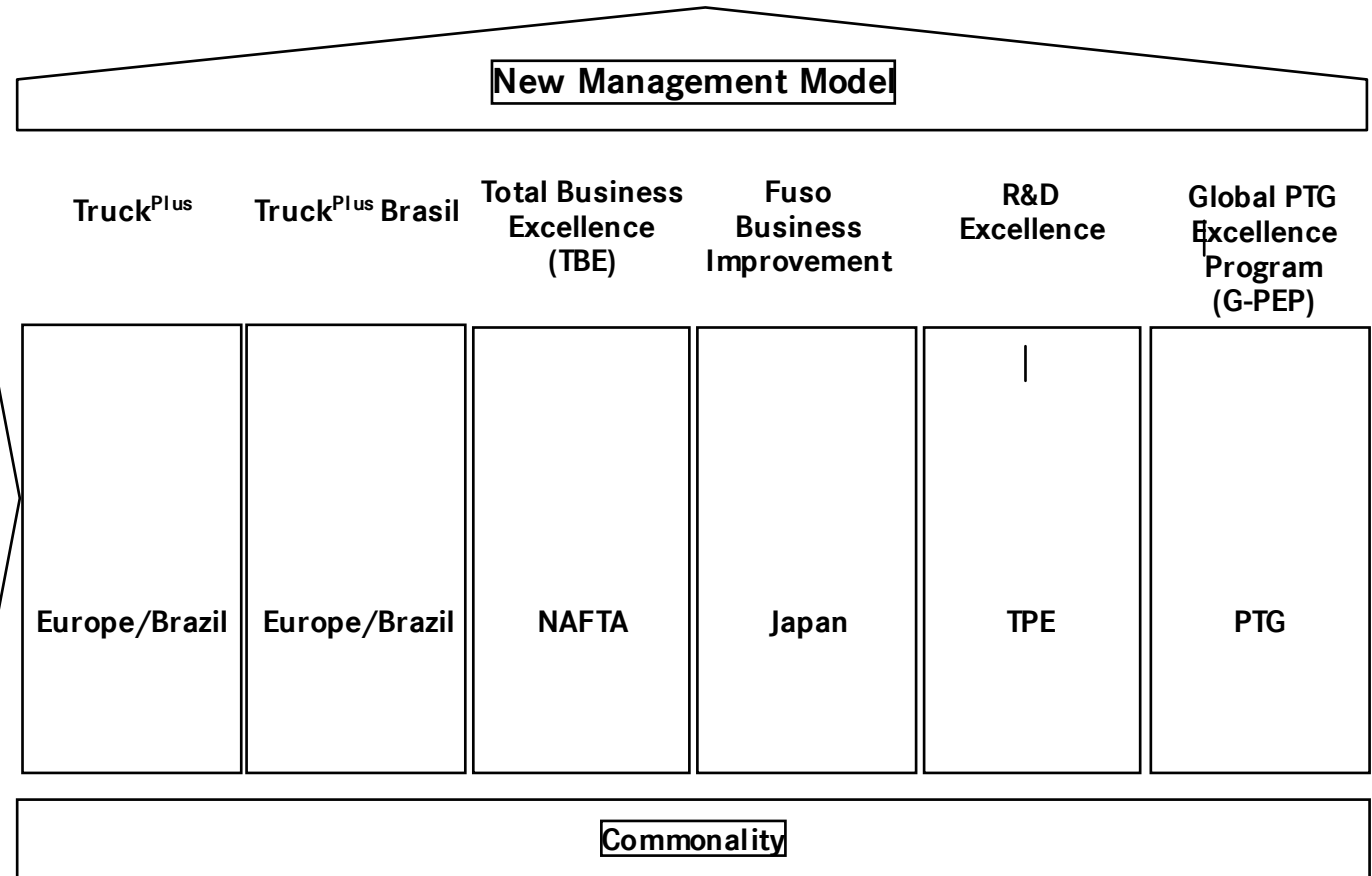 New Management Model
TruckPlus
TruckPlus Brasil
Total Business
Excellence
(TBE)
Fuso
Business
Improvement
R&D
Excellence
Global PTG
Excellence
Program
(G-PEP)
Europe/Brazil
Europe/Brazil
NAFTA
Japan
TPE
PTG
Commonality